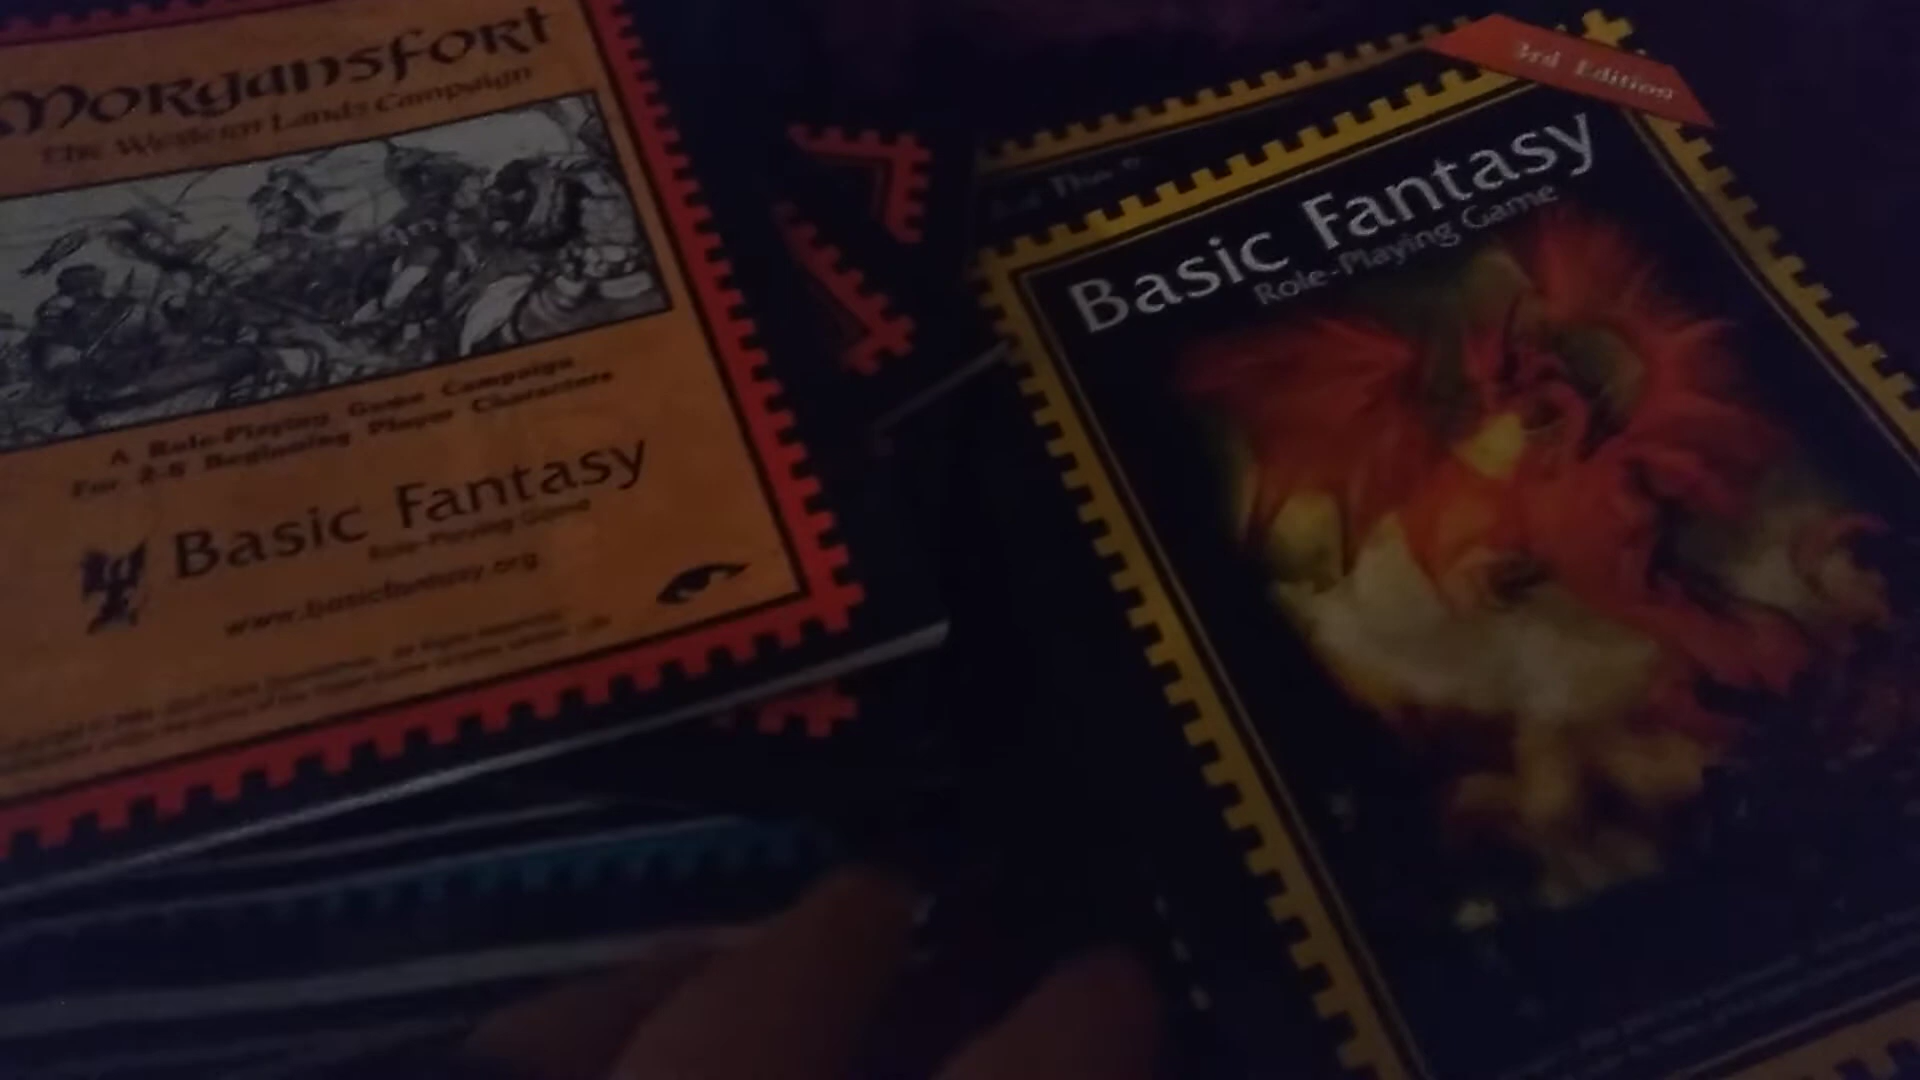 Morgansfort
The Western Lands Campaign
A Role-Playing Game Campaign
For 2-8 Beginning Player Characters
Basic Fantasy
Role-Playing Game
www.basicfantasy.org
3rd Edition
Basic Fantasy
Role-Playing Game